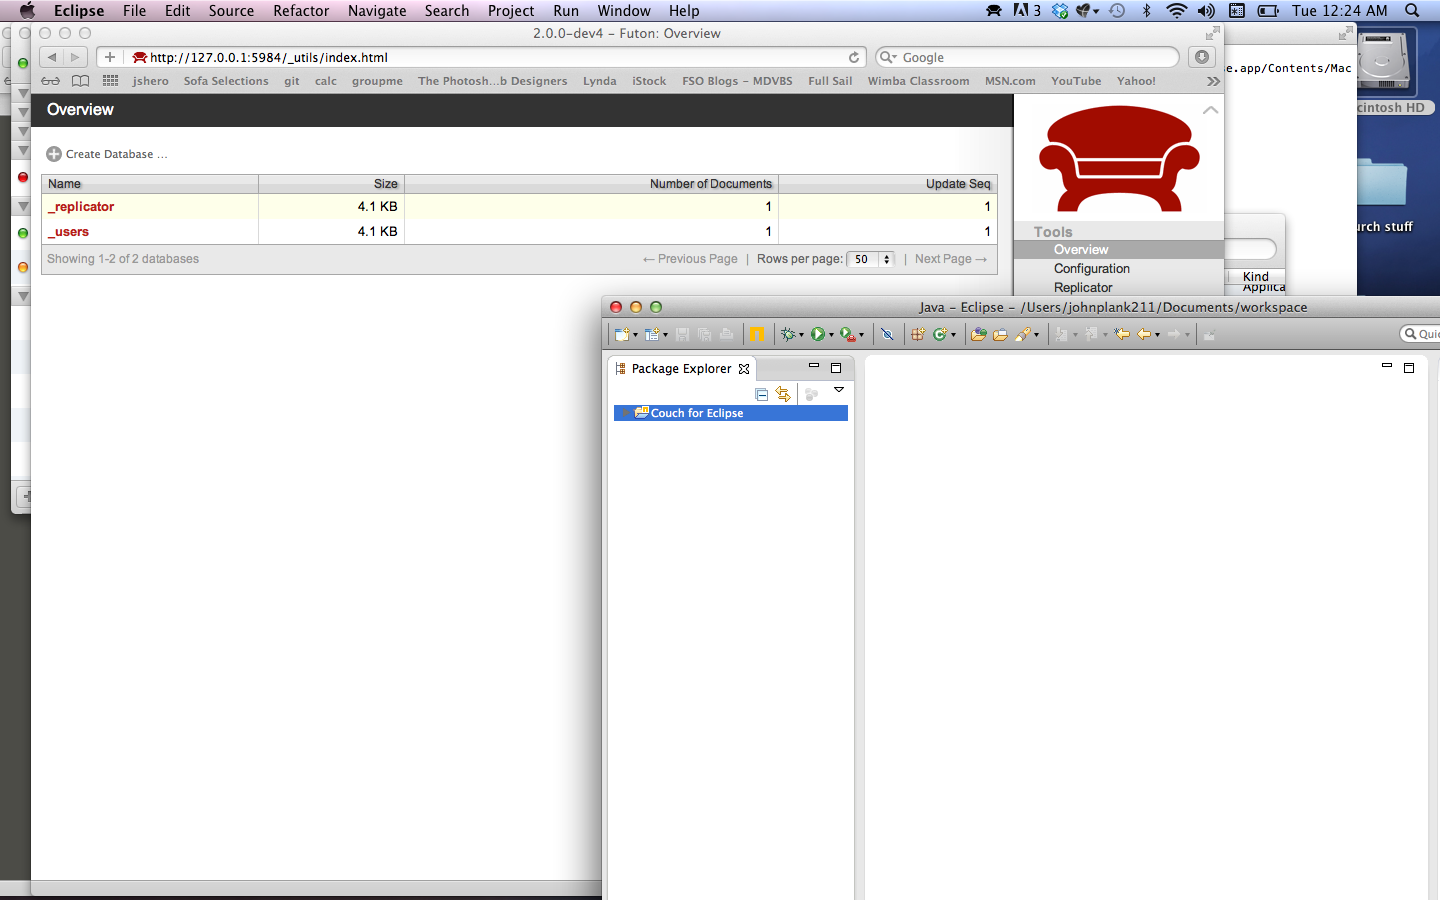 Eclipse File Edit Source Refactor Navigate Search Project Run Window Help 3 Tue 12:24 AM
2.0.0-dev4 – Futon: Overview
http://127.0.0.1:5984/_utils/index.html Google
jshero Sofa Selections git calc groupme The Photosh...b Designers Lynda iStock FSO Blogs – MDVBS Full Sail Wimba Classroom MSN.com YouTube Yahoo!
e.app/Contents/Mac
cintosh HD
Overview
Create Database ...
Name Size Number of Documents Update Seq
_replicator 4.1 KB 1 1
_users 4.1 KB 1 1
Showing 1-2 of 2 databases ← Previous Page | Rows per page: 50 | Next Page →
Tools
Overview
Configuration
Replicator
urch stuff
Kind
Applica
Java – Eclipse – /Users/johnplank211/Documents/workspace
Quic
Package Explorer
Couch for Eclipse